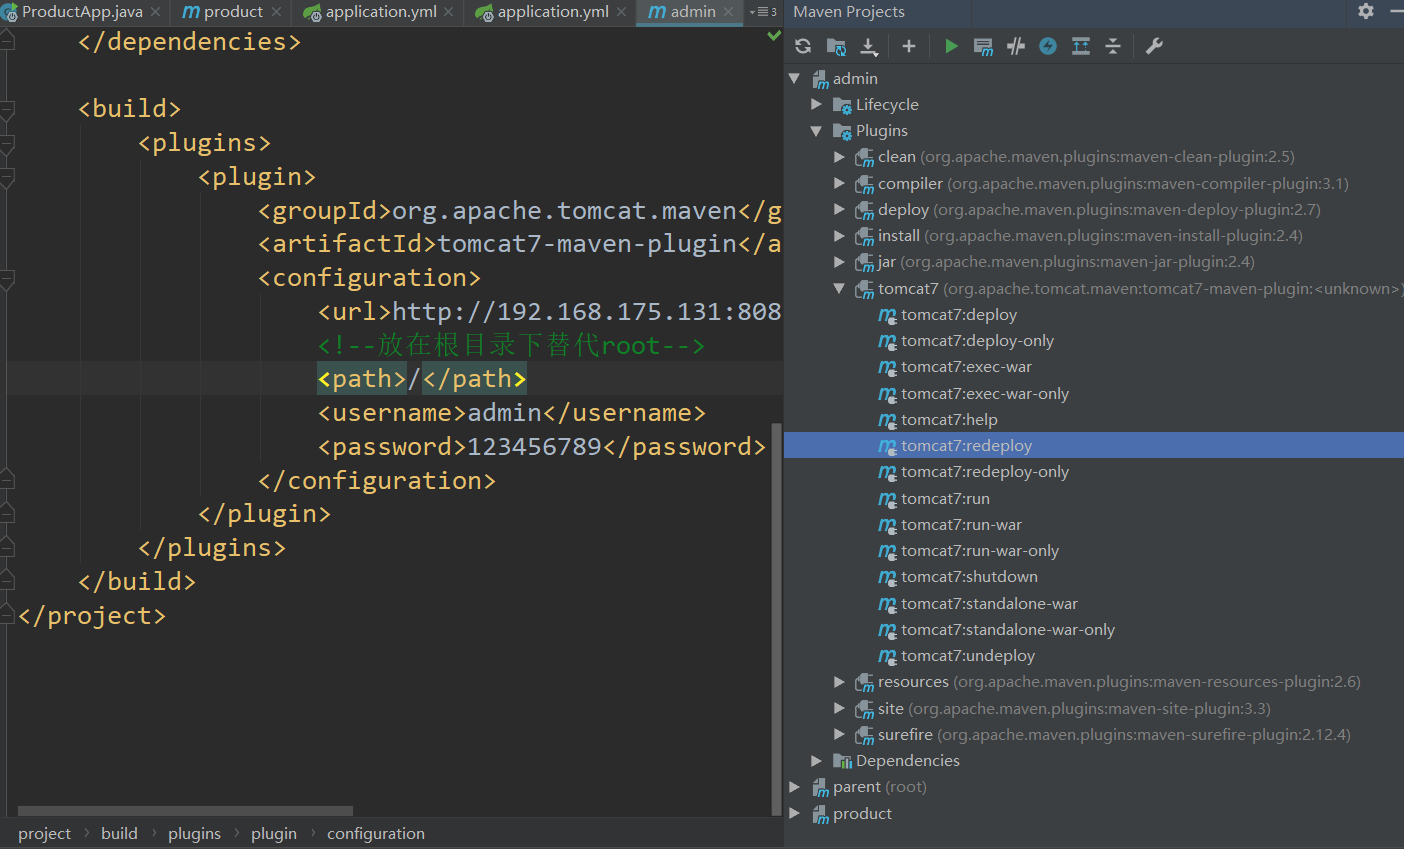 ProductApp.java
product
application.yml
application.yml
admin
3
</dependencies>
<build>
<plugins>
<plugin>
<groupId>org.apache.tomcat.maven</g
<artifactId>tomcat7-maven-plugin</a
<configuration>
<url>http://192.168.175.131:808
<!--放在根目录下替代root-->
<path>/</path>
<username>admin</username>
<password>123456789</password>
</configuration>
</plugin>
</plugins>
</build>
</project>
project › build › plugins › plugin › configuration
Maven Projects
admin
Lifecycle
Plugins
clean (org.apache.maven.plugins:maven-clean-plugin:2.5)
compiler (org.apache.maven.plugins:maven-compiler-plugin:3.1)
deploy (org.apache.maven.plugins:maven-deploy-plugin:2.7)
install (org.apache.maven.plugins:maven-install-plugin:2.4)
jar (org.apache.maven.plugins:maven-jar-plugin:2.4)
tomcat7 (org.apache.tomcat.maven:tomcat7-maven-plugin:<unknown>)
tomcat7:deploy
tomcat7:deploy-only
tomcat7:exec-war
tomcat7:exec-war-only
tomcat7:help
tomcat7:redeploy
tomcat7:redeploy-only
tomcat7:run
tomcat7:run-war
tomcat7:run-war-only
tomcat7:shutdown
tomcat7:standalone-war
tomcat7:standalone-war-only
tomcat7:undeploy
resources (org.apache.maven.plugins:maven-resources-plugin:2.6)
site (org.apache.maven.plugins:maven-site-plugin:3.3)
surefire (org.apache.maven.plugins:maven-surefire-plugin:2.12.4)
Dependencies
parent (root)
product